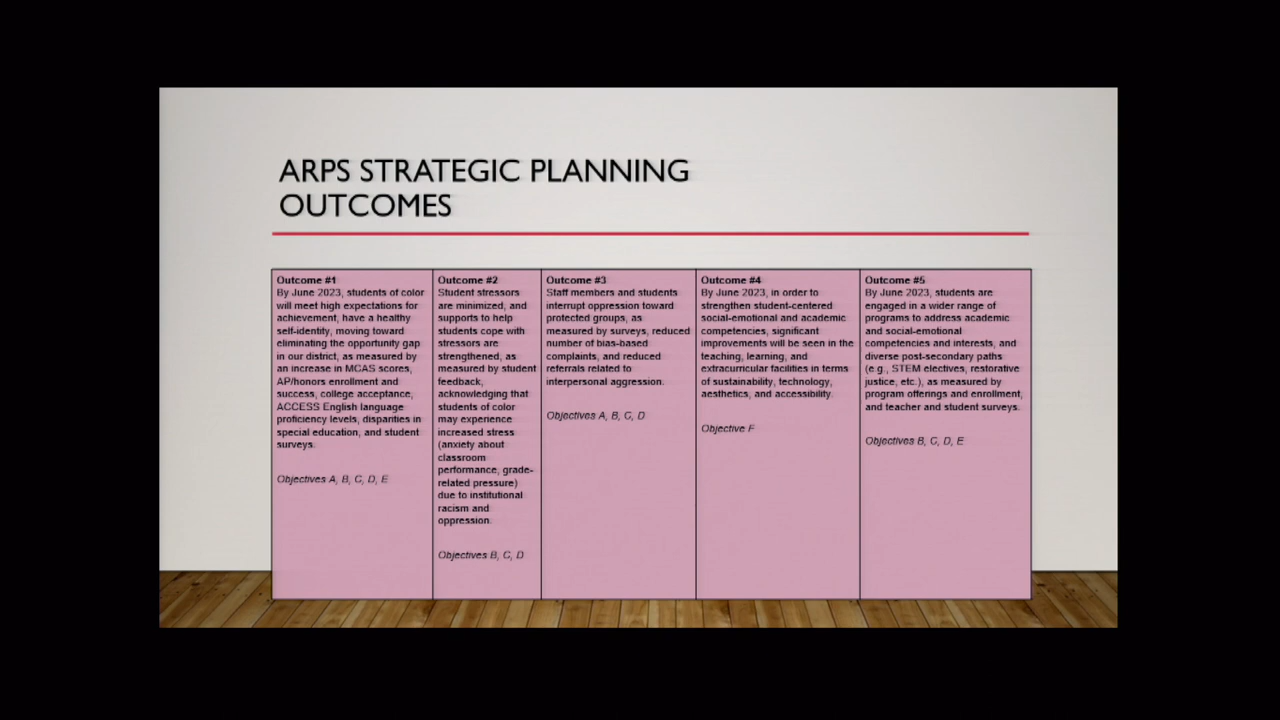 ARPS STRATEGIC PLANNING
OUTCOMES
Outcome #1
By June 2023, students of color
will meet high expectations for
achievement, have a healthy
self-identity, moving toward
eliminating the opportunity gap
in our district, as measured by
an increase in MCAS scores,
AP/honors enrollment and
success, college acceptance,
ACCESS English language
proficiency levels, disparities in
special education, and student
surveys.
Objectives A, B, C, D, E
Outcome #2
Student stressors
are minimized, and
supports to help
students cope with
stressors are
strengthened, as
measured by student
feedback,
acknowledging that
students of color
may experience
increased stress
(anxiety about
classroom
performance, grade-
related pressure)
due to institutional
racism and
oppression.
Objectives B, C, D
Outcome #3
Staff members and students
interrupt oppression toward
protected groups, as
measured by surveys, reduced
number of bias-based
complaints, and reduced
referrals related to
interpersonal aggression.
Objectives A, B, C, D
Outcome #4
By June 2023, in order to
strengthen student-centered
social-emotional and academic
competencies, significant
improvements will be seen in the
teaching, learning, and
extracurricular facilities in terms
of sustainability, technology,
aesthetics, and accessibility.
Objective F
Outcome #5
By June 2023, students are
engaged in a wider range of
programs to address academic
and social-emotional
competencies and interests, and
diverse post-secondary paths
(e.g., STEM electives, restorative
justice, etc.), as measured by
program offerings and enrollment,
and teacher and student surveys.
Objectives B, C, D, E